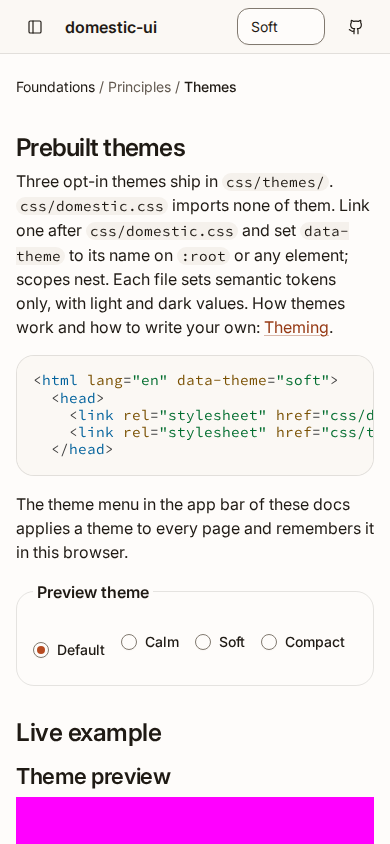 domestic-ui
Soft
Foundations / Principles / Themes
Prebuilt themes
Three opt-in themes ship in css/themes/.
css/domestic.css imports none of them. Link
one after css/domestic.css and set data-
theme to its name on :root or any element;
scopes nest. Each file sets semantic tokens
only, with light and dark values. How themes
work and how to write your own: Theming.
<html lang="en" data-theme="soft">
<head>
<link rel="stylesheet" href="css/d
<link rel="stylesheet" href="css/t
</head>
The theme menu in the app bar of these docs
applies a theme to every page and remembers it
in this browser.
Preview theme
Default Calm Soft Compact
Live example
Theme preview